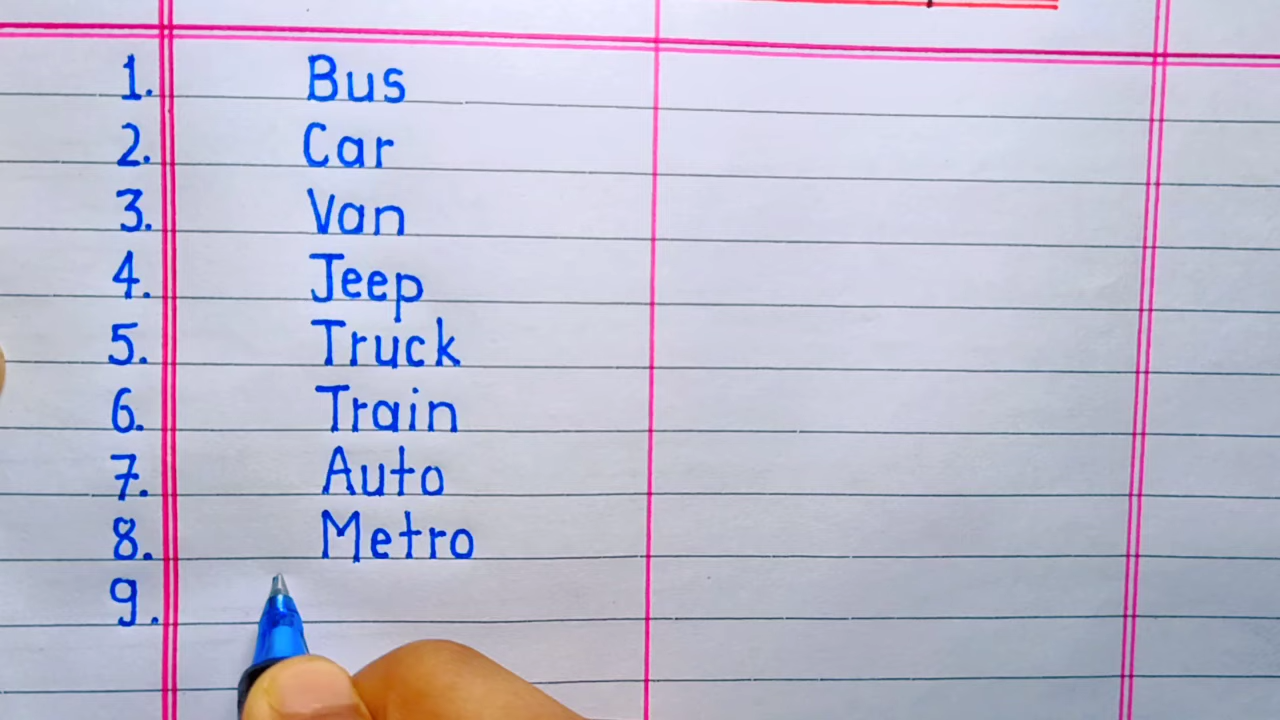 1. Bus
2. Car
3. Van
4. Jeep
5. Truck
6. Train
7. Auto
8. Metro
9.